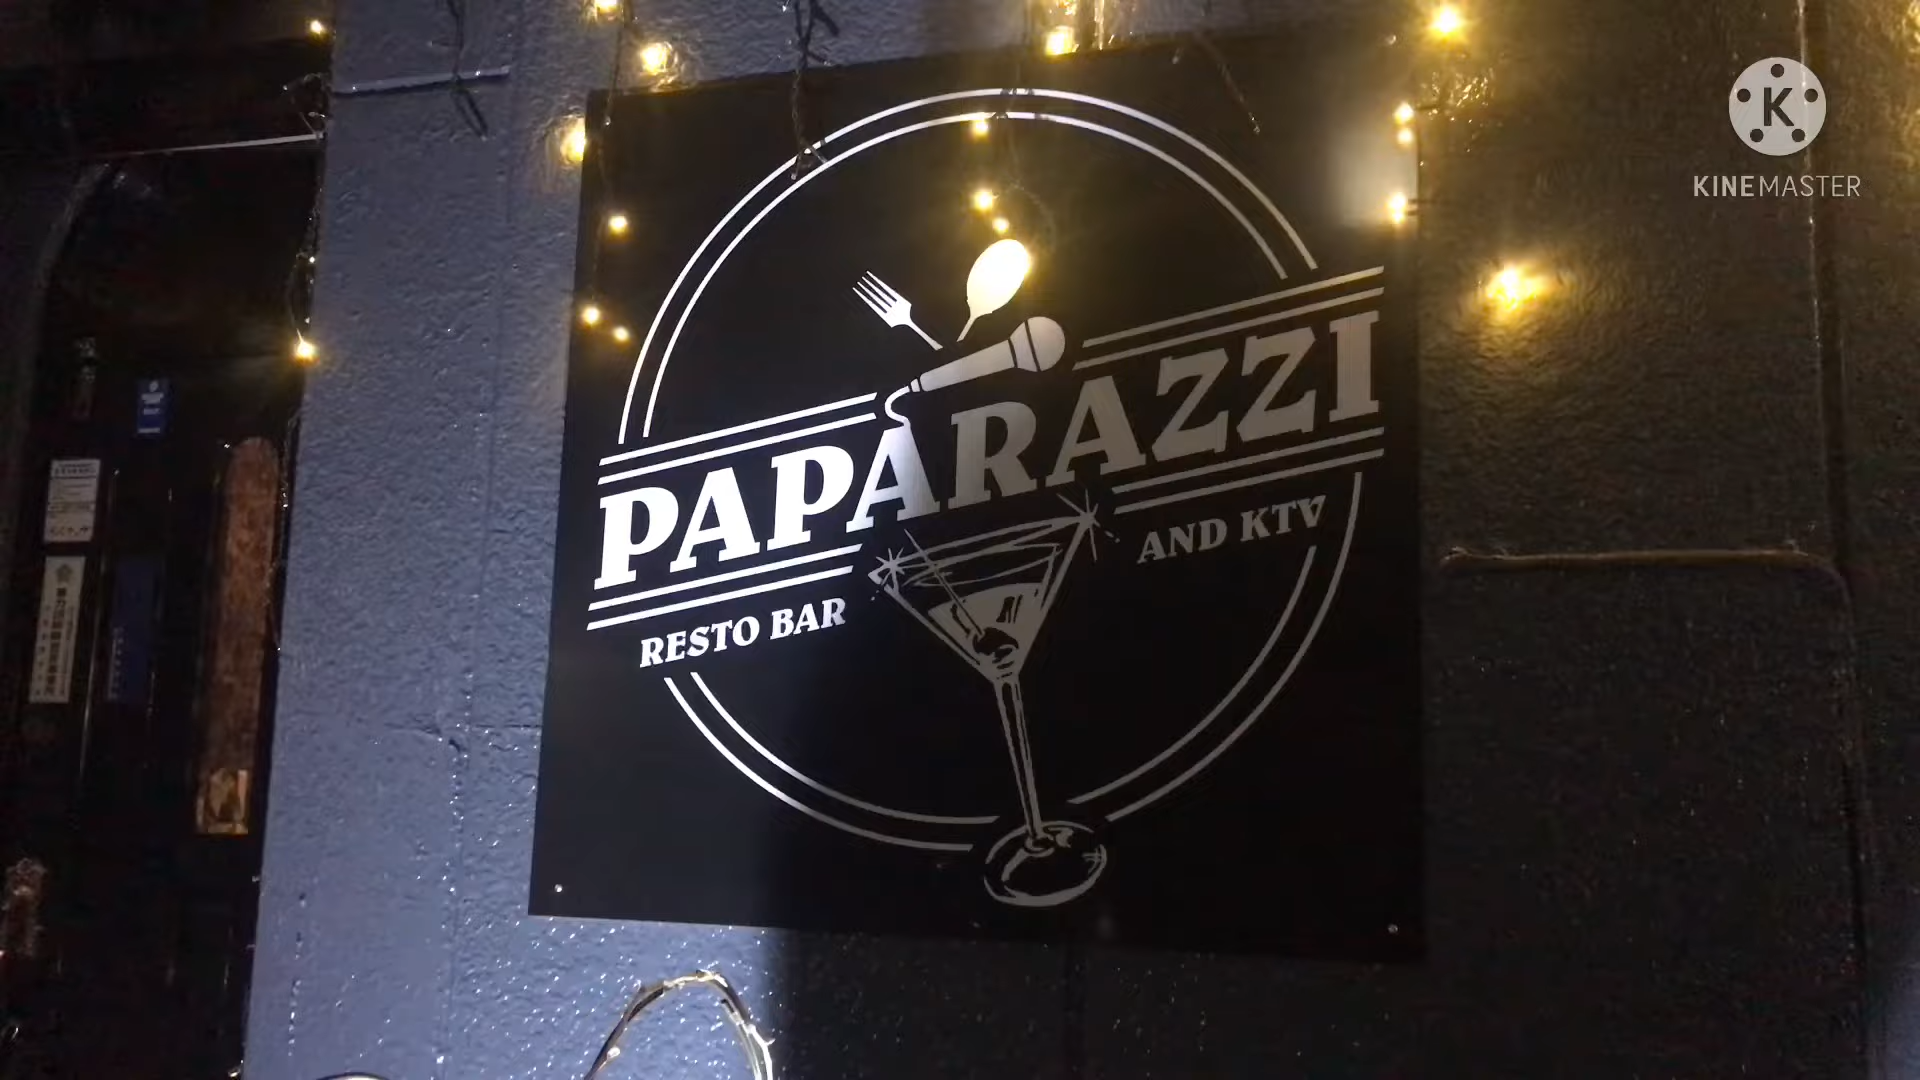 K
KINEMASTER
PAPARAZZI
RESTO BAR
AND KTV